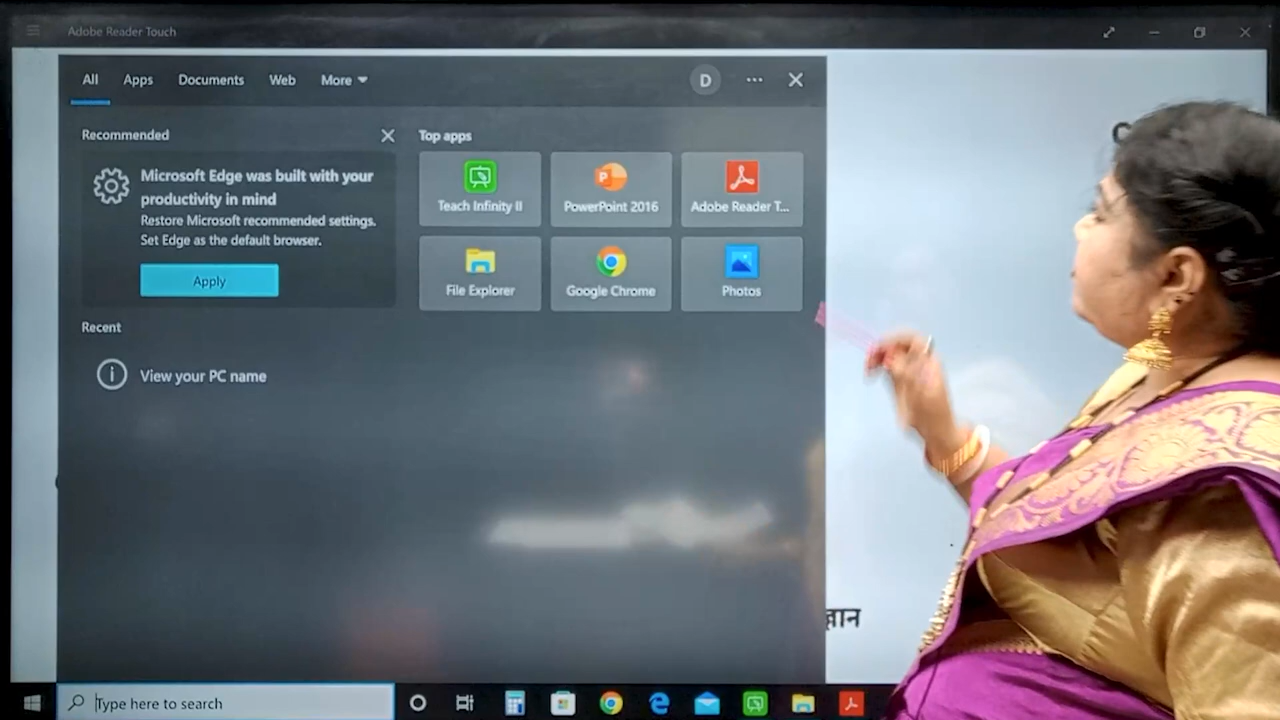 Adobe Reader Touch
All Apps Documents Web More
D
Recommended
Microsoft Edge was built with your
productivity in mind
Restore Microsoft recommended settings.
Set Edge as the default browser.
Apply
Top apps
Teach Infinity II
PowerPoint 2016
Adobe Reader T...
File Explorer
Google Chrome
Photos
Recent
View your PC name
Type here to search